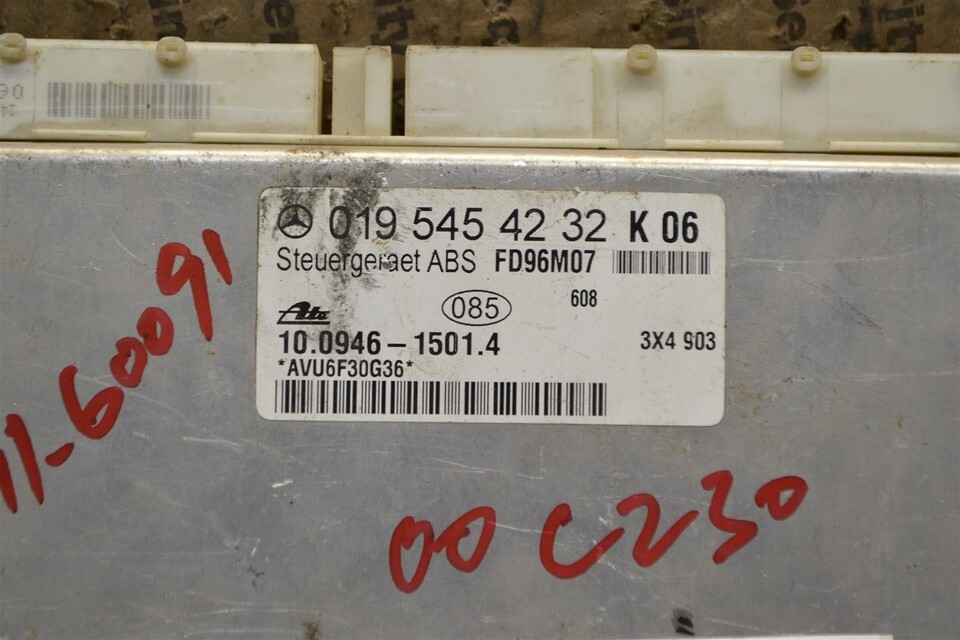 019 545 42 32 K 06
Steuergeraet ABS FD96M07
Ate 085 608
10.0946-1501.4 3X4 903
*AVU6F30G36*
11-60091
00 C230